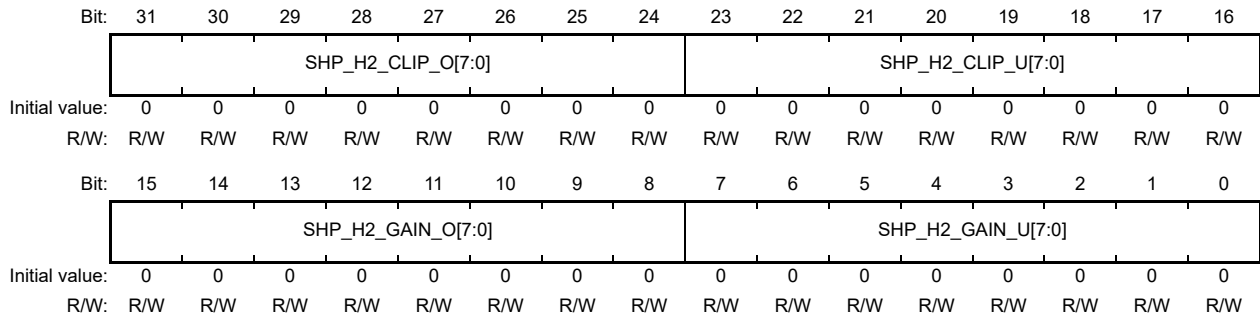 Bit: 31 30 29 28 27 26 25 24 23 22 21 20 19 18 17 16
SHP_H2_CLIP_O[7:0] SHP_H2_CLIP_U[7:0]
Initial value: 0 0 0 0 0 0 0 0 0 0 0 0 0 0 0 0
R/W: R/W R/W R/W R/W R/W R/W R/W R/W R/W R/W R/W R/W R/W R/W R/W R/W
Bit: 15 14 13 12 11 10 9 8 7 6 5 4 3 2 1 0
SHP_H2_GAIN_O[7:0] SHP_H2_GAIN_U[7:0]
Initial value: 0 0 0 0 0 0 0 0 0 0 0 0 0 0 0 0
R/W: R/W R/W R/W R/W R/W R/W R/W R/W R/W R/W R/W R/W R/W R/W R/W R/W